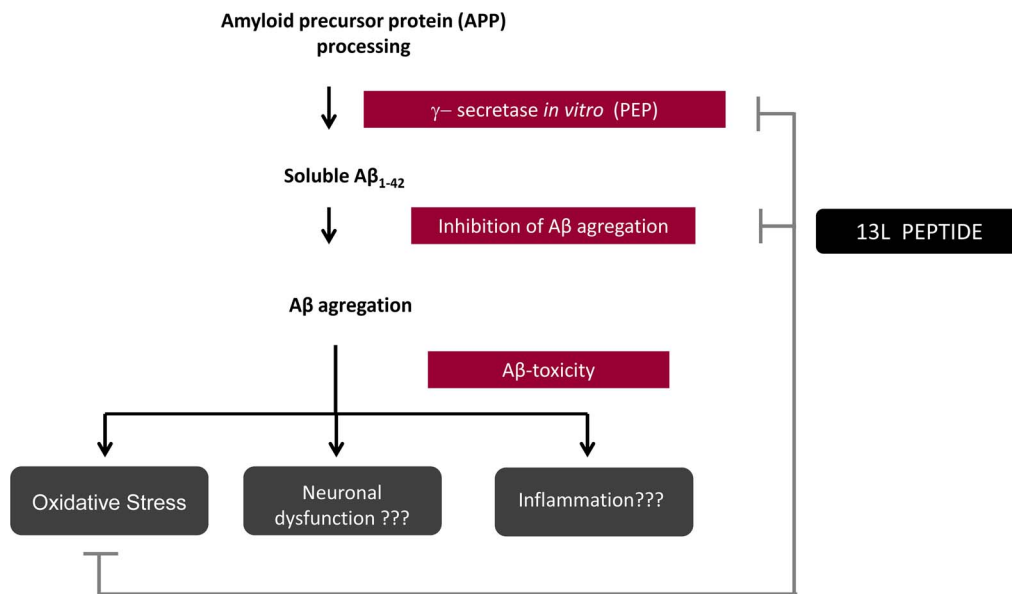 Amyloid precursor protein (APP)
processing
γ– secretase in vitro (PEP)
Soluble Aβ1-42
Inhibition of Aβ agregation
13L PEPTIDE
Aβ agregation
Aβ-toxicity
Oxidative Stress
Neuronal
dysfunction ???
Inflammation???